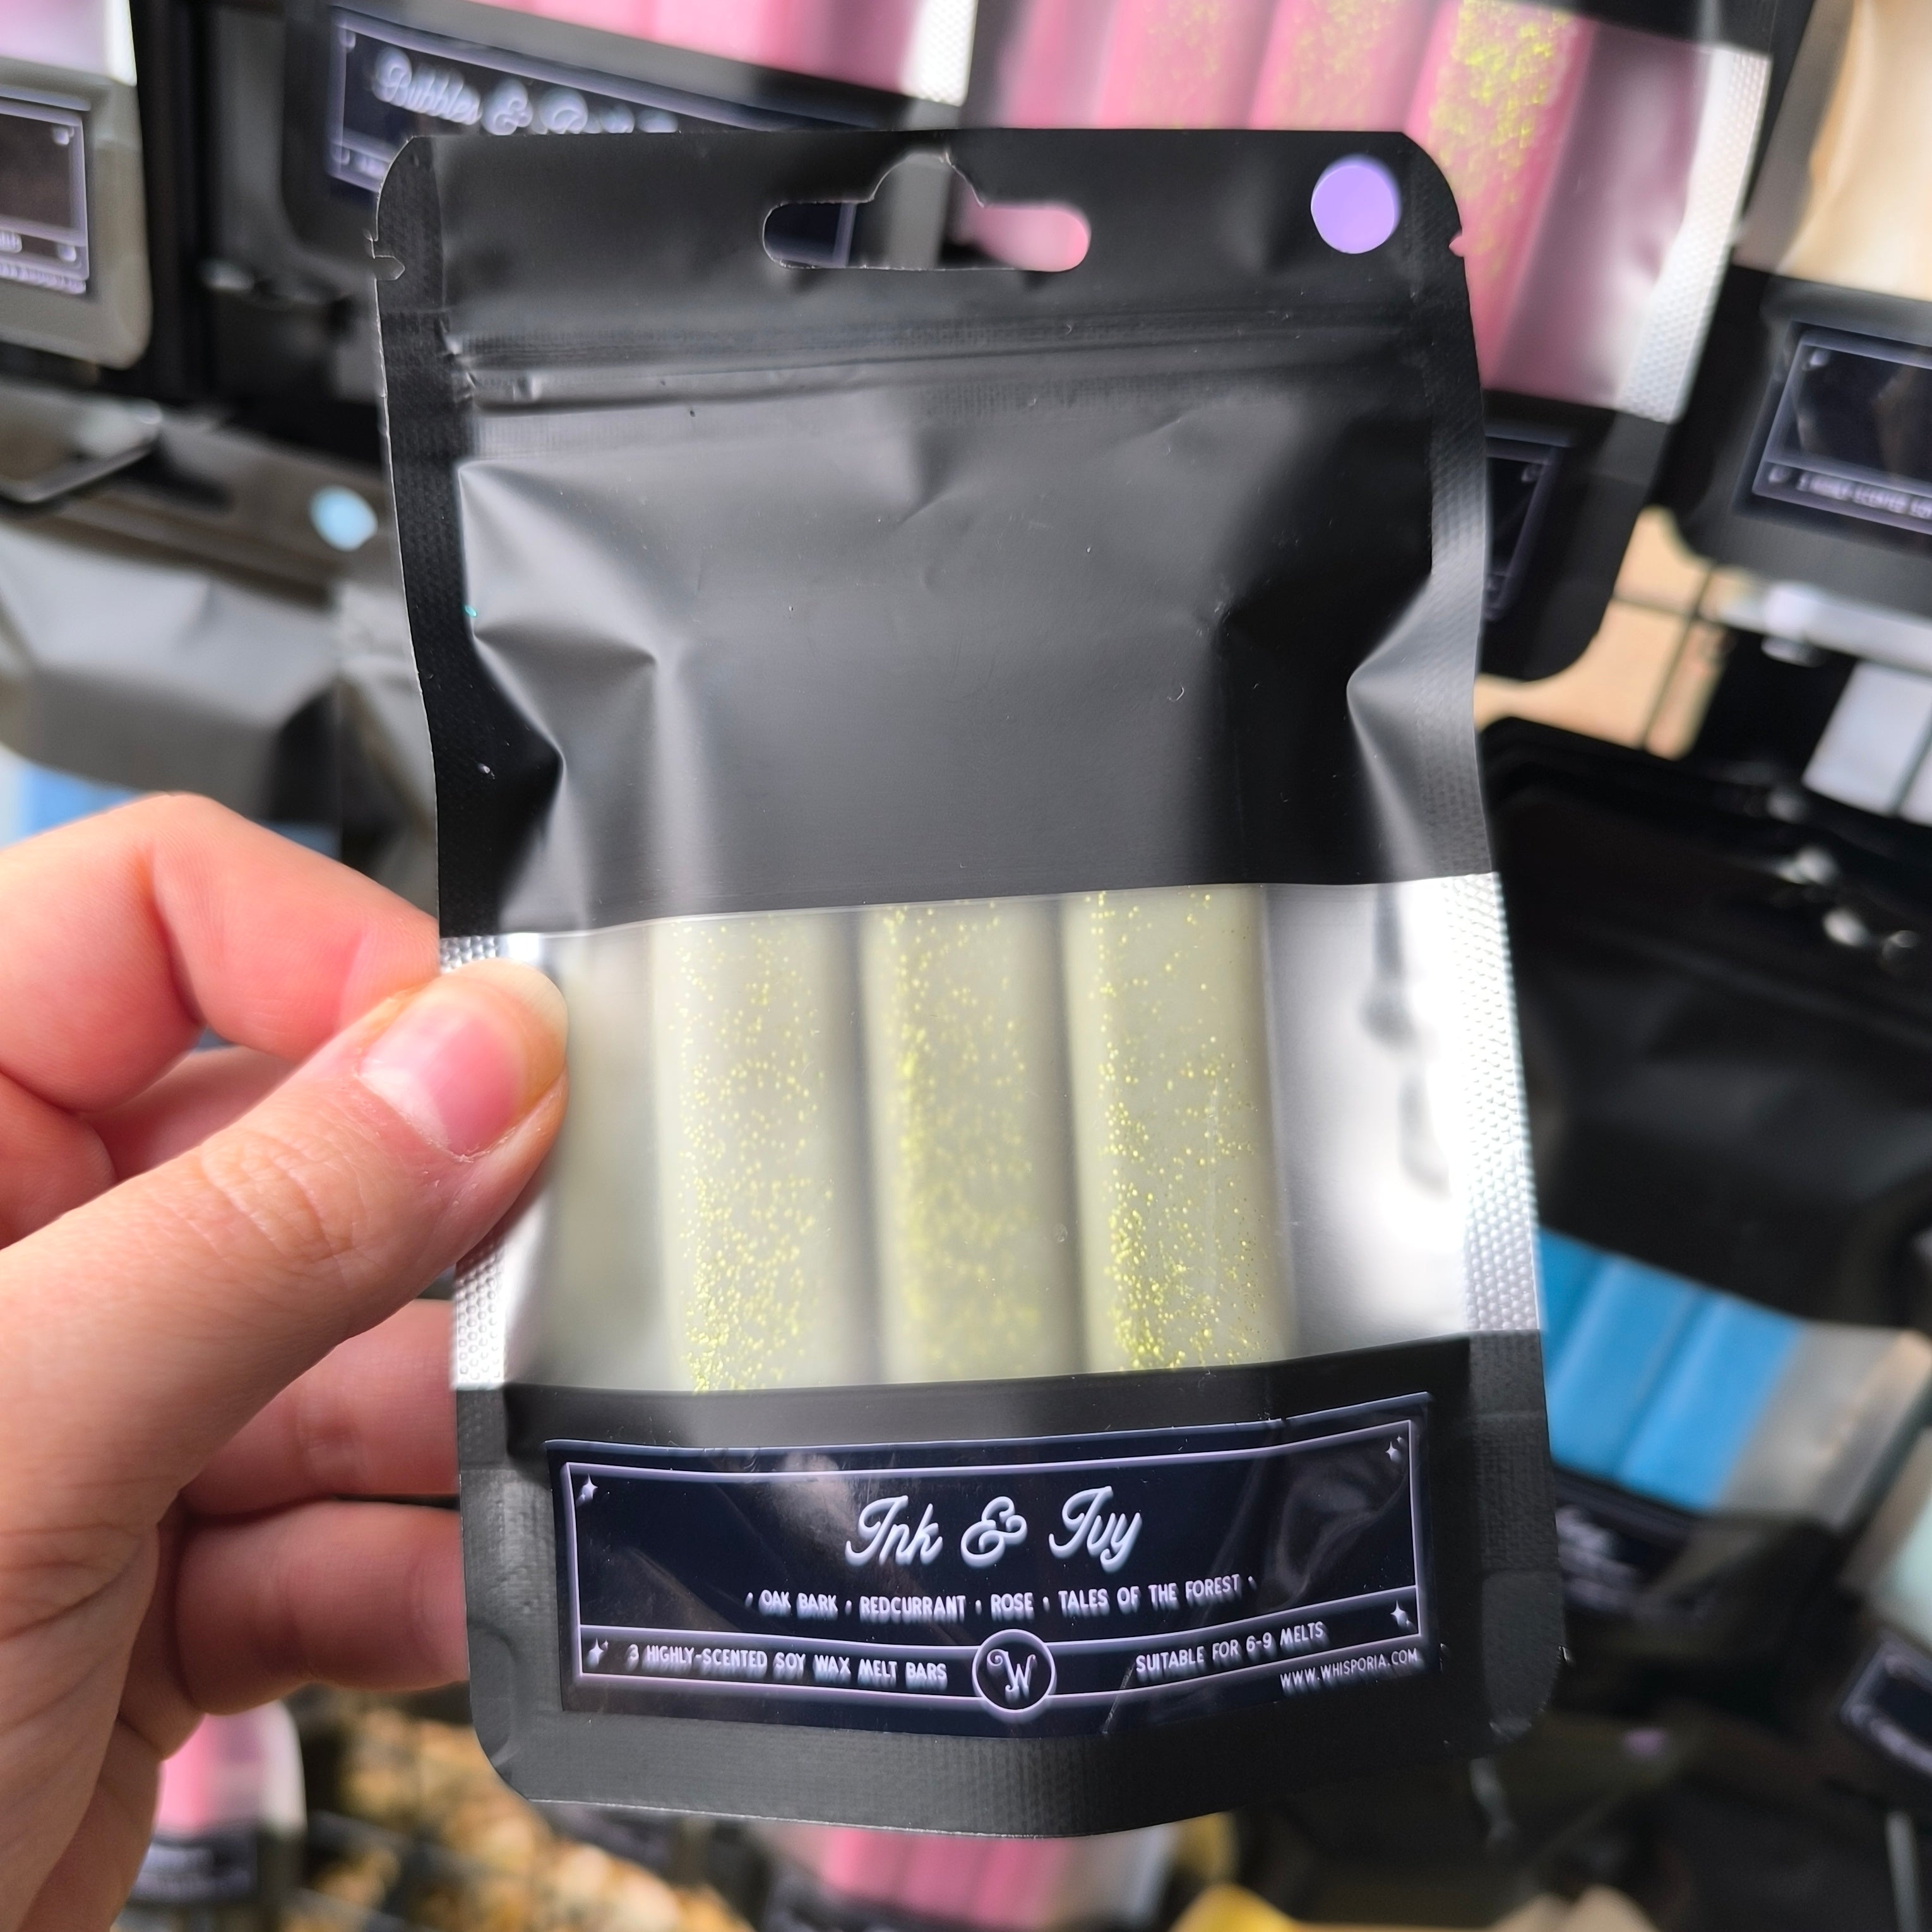 Bubbles &
Ink & Ivy
• OAK BARK • REDCURRANT • ROSE • TALES OF THE FOREST •
3 HIGHLY-SCENTED SOY WAX MELT BARS
W
SUITABLE FOR 6-9 MELTS
WWW.WHISPORIA.COM